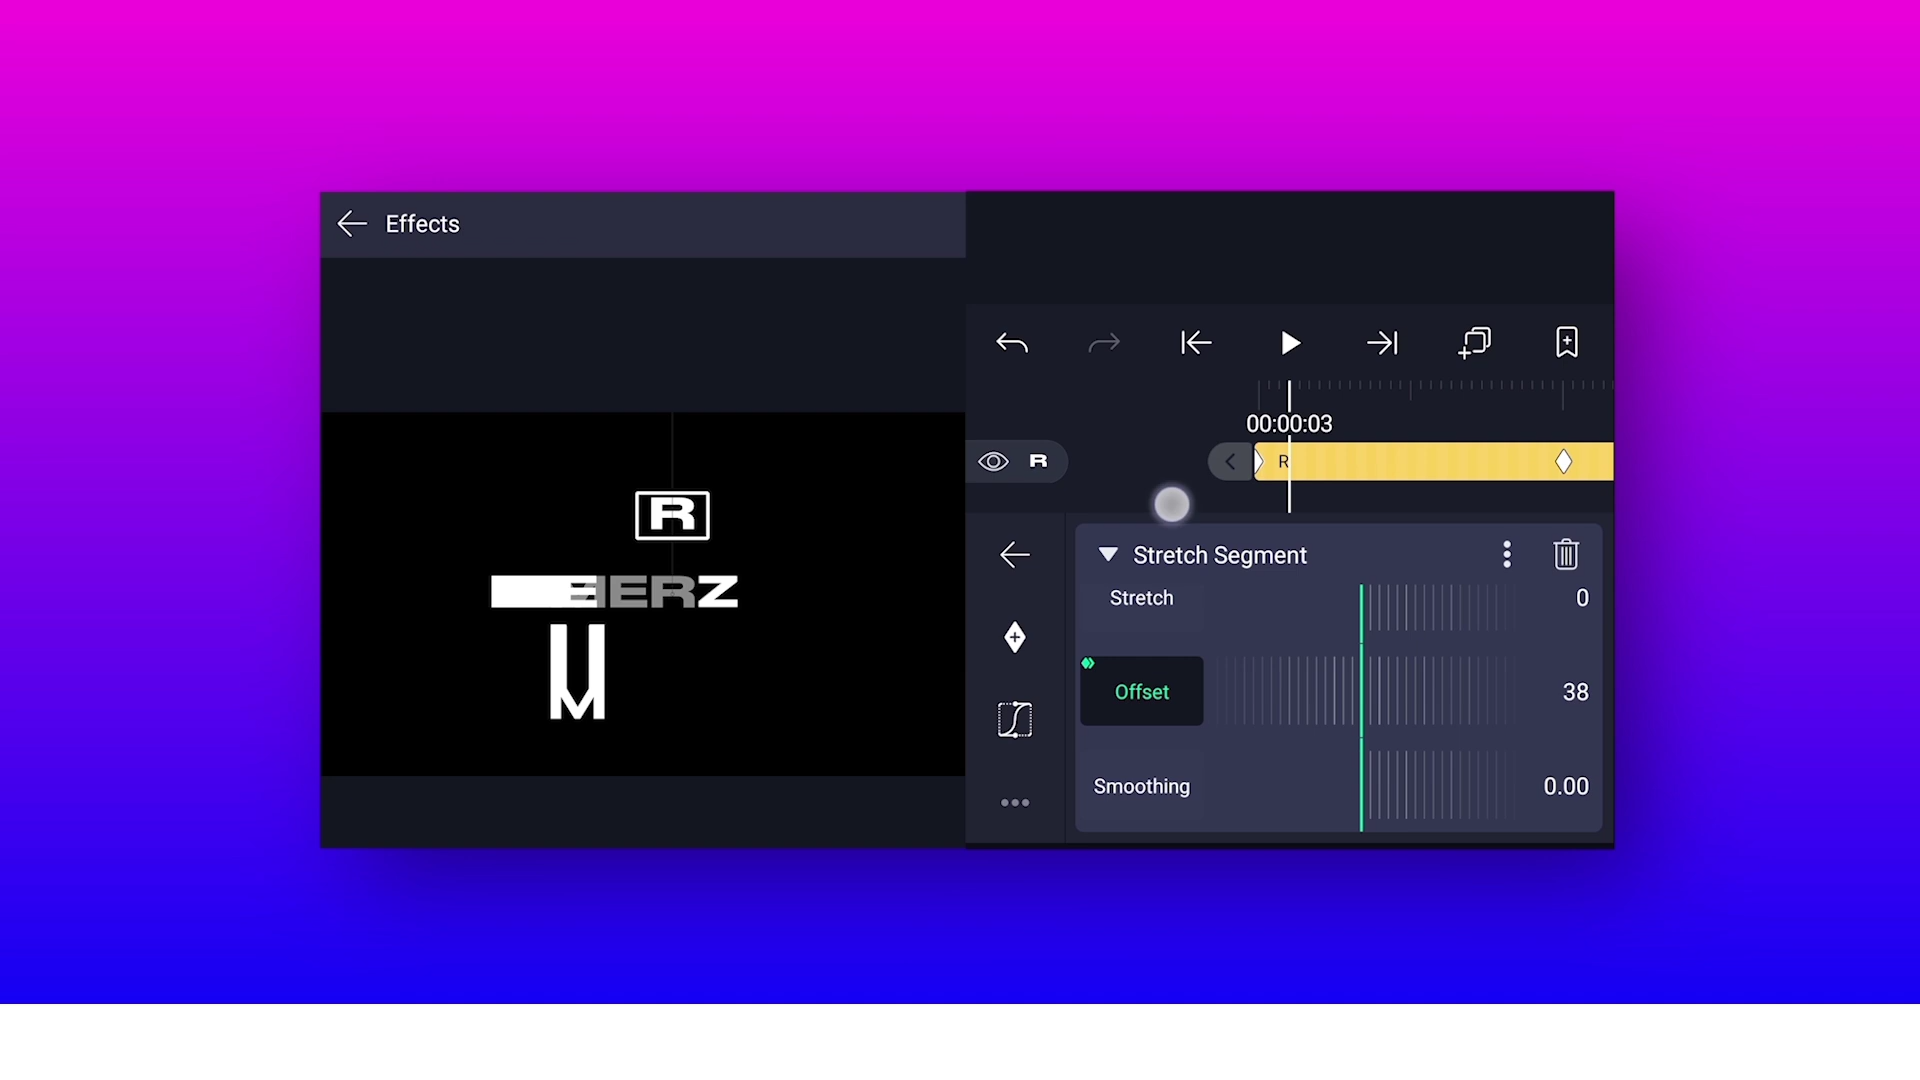 Effects
R
ERZ
M
00:00:03
R
R
Stretch Segment
Stretch
0
Offset
38
Smoothing
0.00